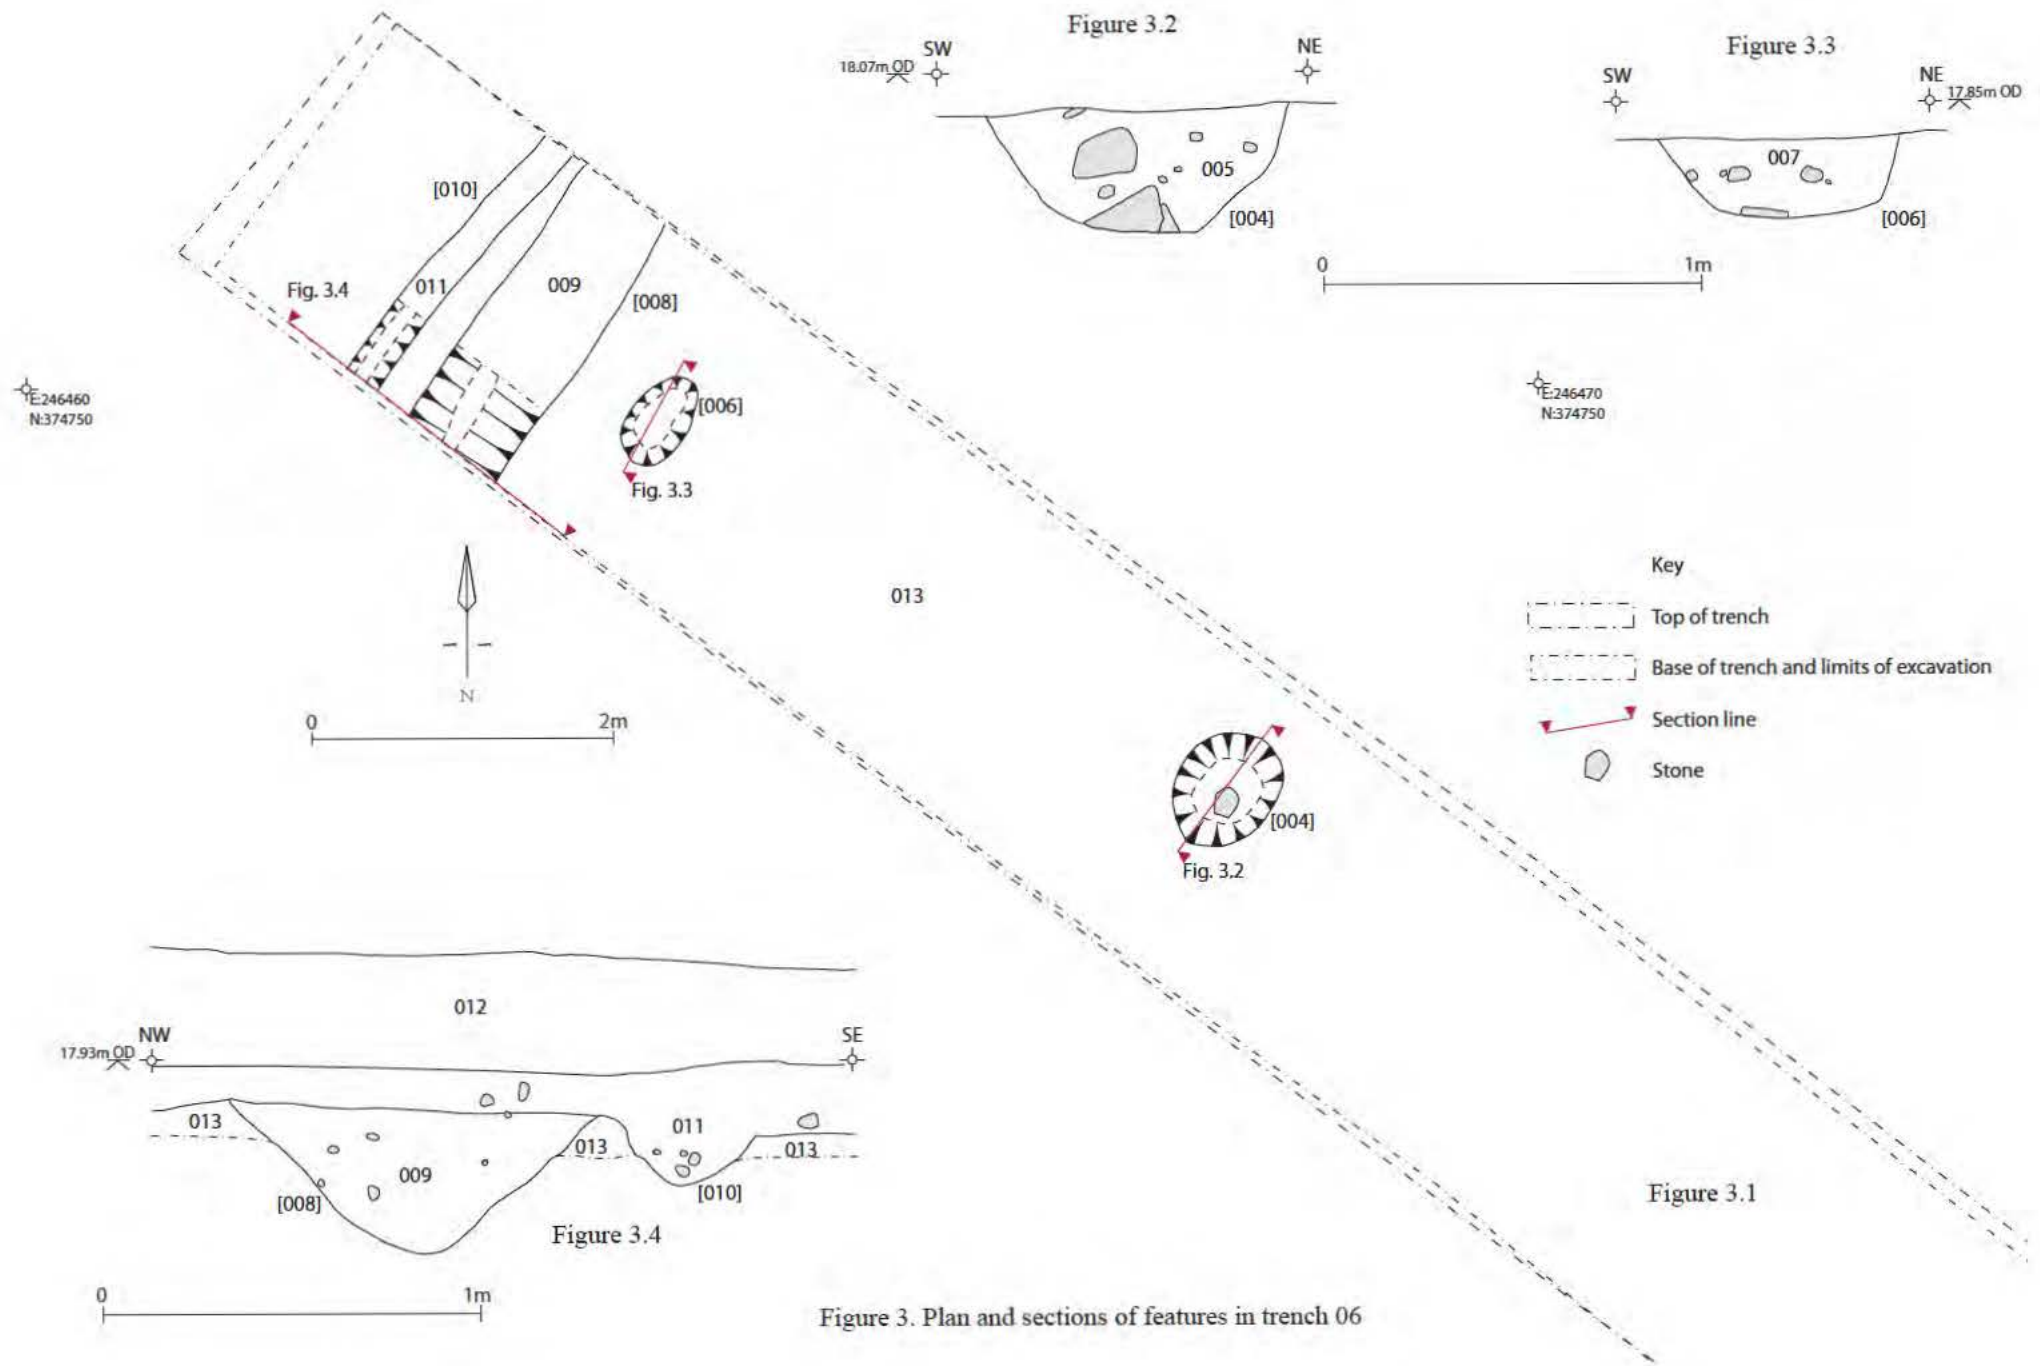 Figure 3.2
SW
NE
18.07m OD
005
[004]
Figure 3.3
SW
NE
17.85m OD
007
[006]
0
1m
[010]
011
009
[008]
Fig. 3.4
[006]
Fig. 3.3
E:246460
N:374750
E:246470
N:374750
N
0
2m
013
[004]
Fig. 3.2
Key
Top of trench
Base of trench and limits of excavation
Section line
Stone
012
NW
SE
17.93m OD
013
009
[008]
013
011
[010]
013
Figure 3.4
0
1m
Figure 3.1
Figure 3. Plan and sections of features in trench 06